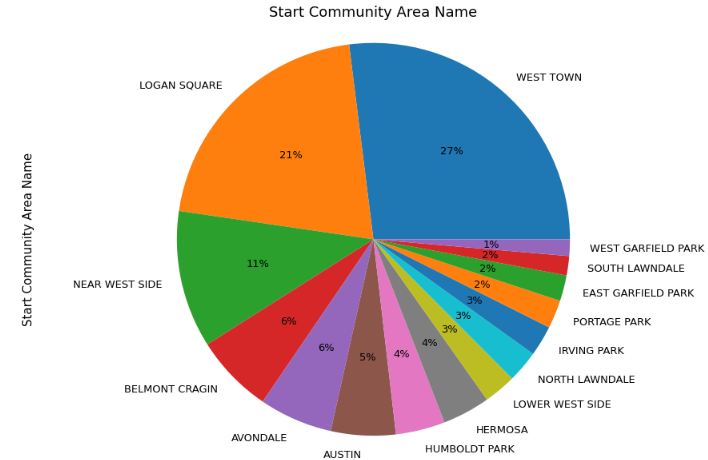 Start Community Area Name
Start Community Area Name
WEST TOWN
27%
LOGAN SQUARE
21%
NEAR WEST SIDE
11%
BELMONT CRAGIN
6%
AVONDALE
6%
AUSTIN
5%
HUMBOLDT PARK
4%
HERMOSA
4%
LOWER WEST SIDE
3%
NORTH LAWNDALE
3%
IRVING PARK
3%
PORTAGE PARK
2%
EAST GARFIELD PARK
2%
SOUTH LAWNDALE
2%
WEST GARFIELD PARK
1%